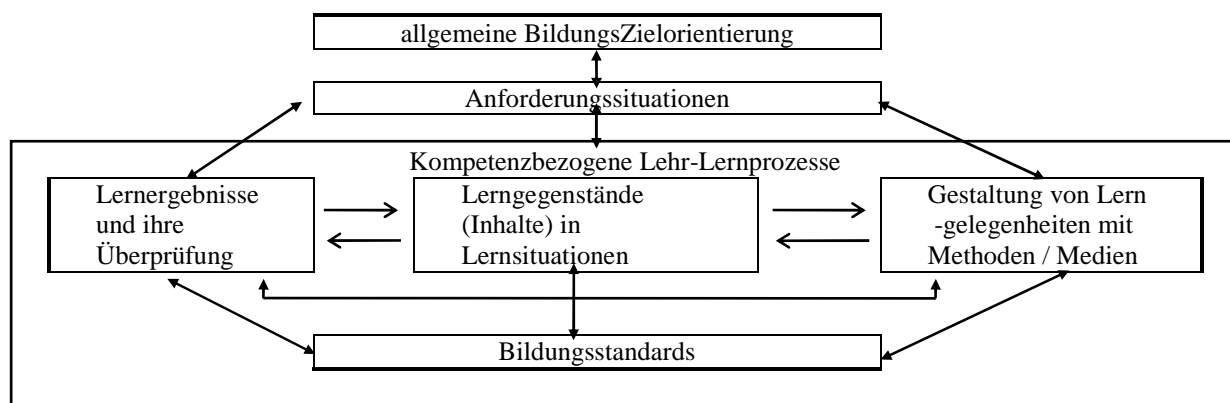 allgemeine BildungsZielorientierung
Anforderungssituationen
Kompetenzbezogene Lehr-Lernprozesse
Lernergebnisse
und ihre
Überprüfung
Lerngegenstände
(Inhalte) in
Lernsituationen
Gestaltung von Lern
-gelegenheiten mit
Methoden / Medien
Bildungsstandards